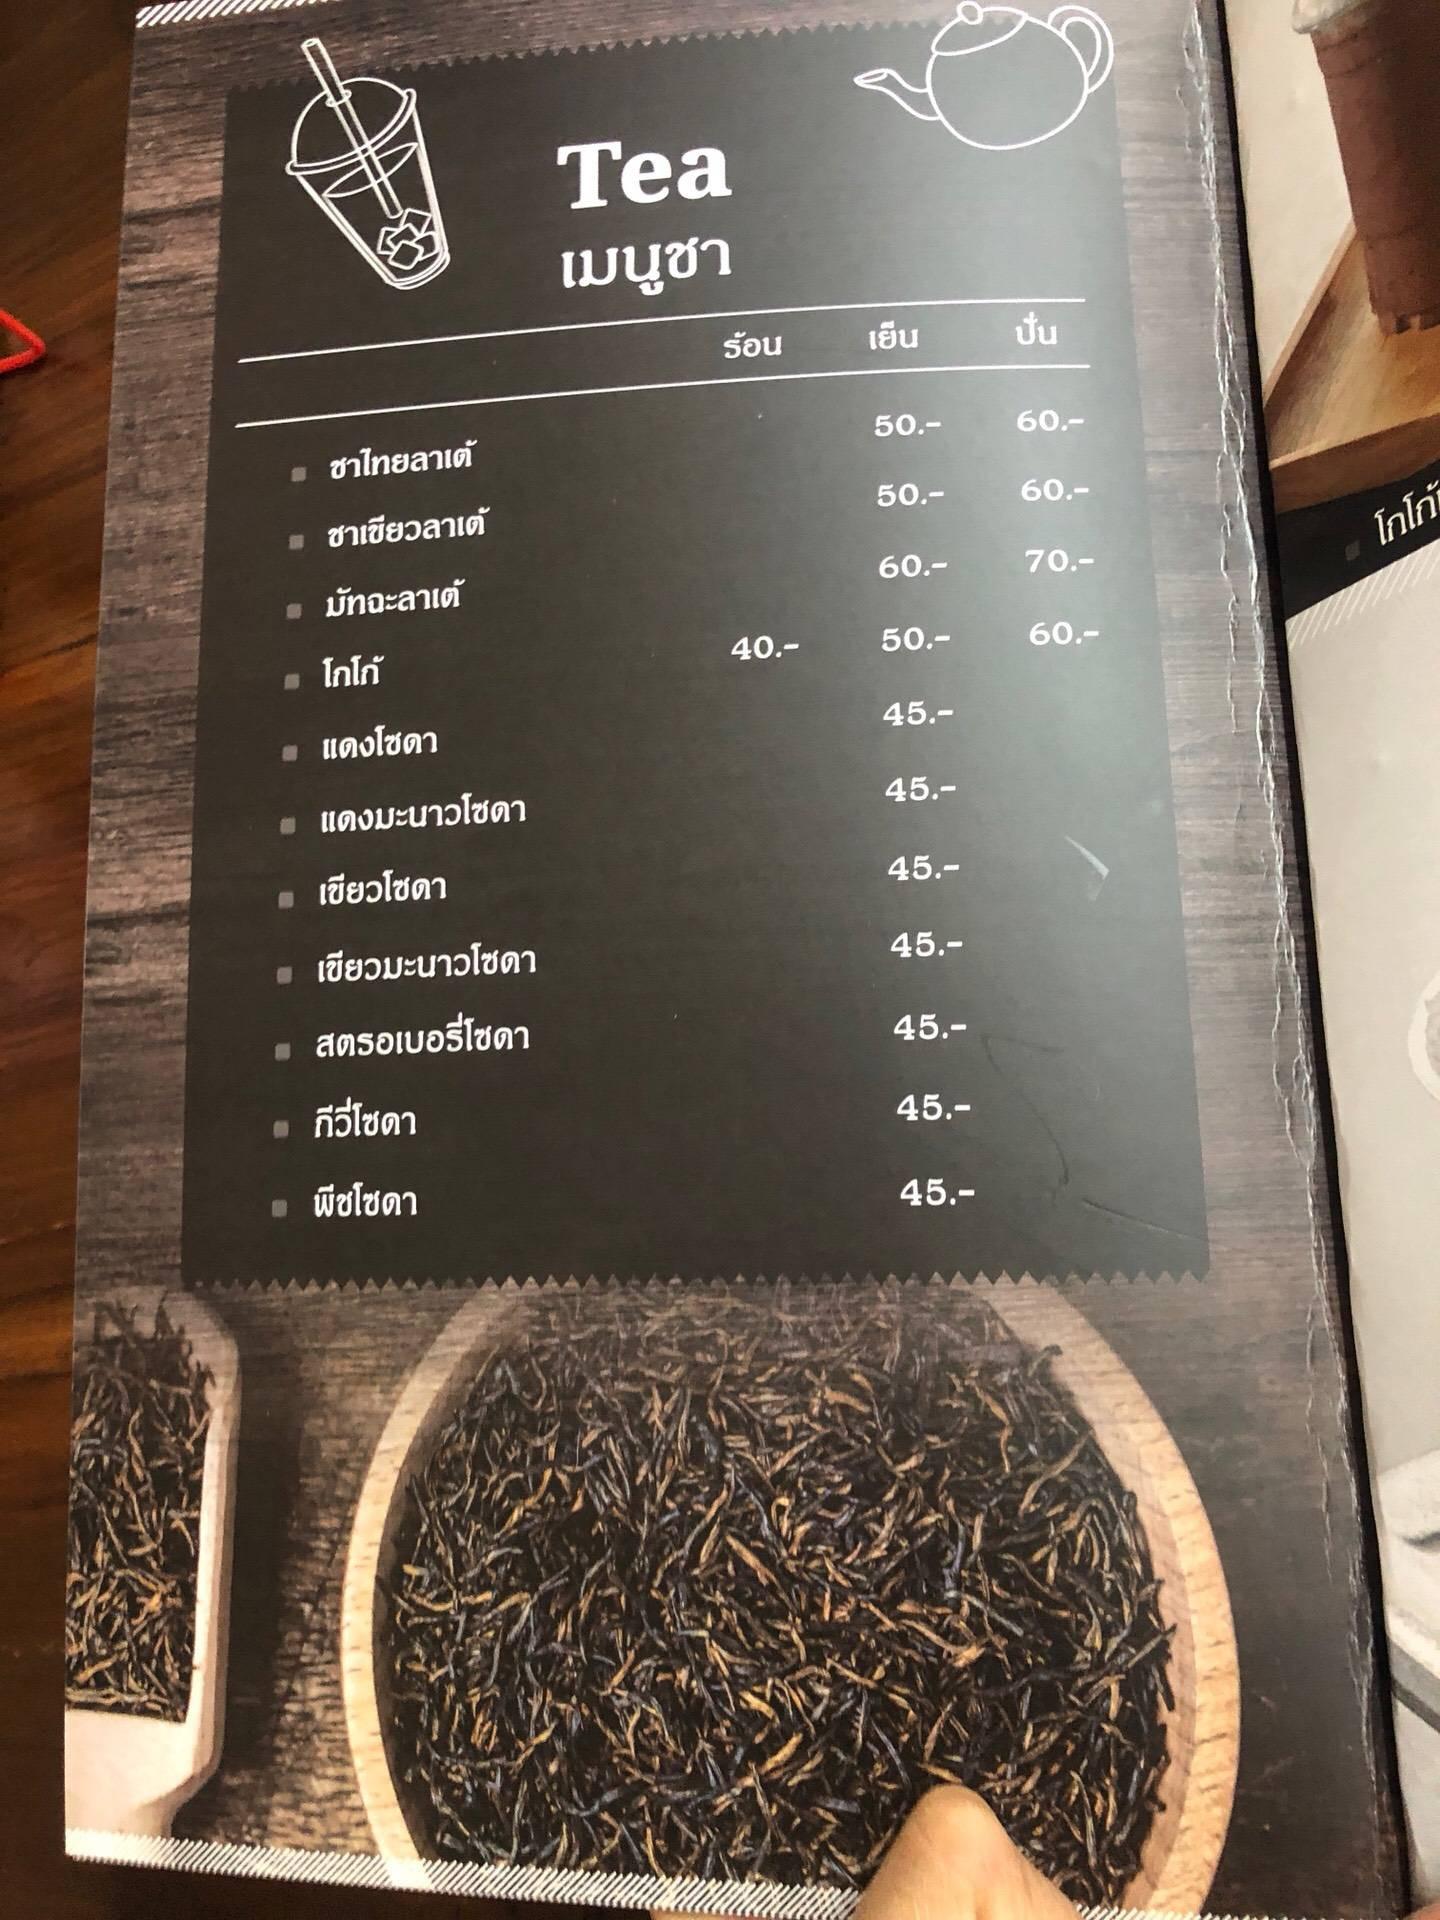 Tea
เมนูชา
ร้อน เย็น ปั่น
ชาไทยลาเต้ 50.- 60.-
ชาเขียวลาเต้ 50.- 60.-
มัทฉะลาเต้ 60.- 70.-
โกโก้ 40.- 50.- 60.-
แดงโซดา 45.-
แดงมะนาวโซดา 45.-
เขียวโซดา 45.-
เขียวมะนาวโซดา 45.-
สตรอเบอรี่โซดา 45.-
กีวี่โซดา 45.-
พีชโซดา 45.-